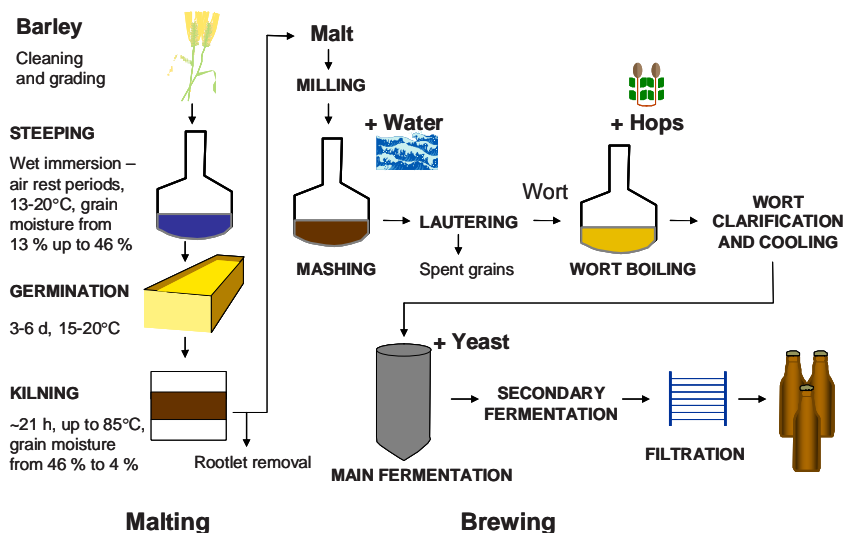 Barley
Cleaning
and grading
STEEPING
Wet immersion –
air rest periods,
13-20°C, grain
moisture from
13 % up to 46 %
GERMINATION
3-6 d, 15-20°C
KILNING
~21 h, up to 85°C,
grain moisture
from 46 % to 4 %
Rootlet removal
Malting
Malt
MILLING
+ Water
MASHING
LAUTERING
Spent grains
Wort
+ Hops
WORT BOILING
WORT
CLARIFICATION
AND COOLING
+ Yeast
MAIN FERMENTATION
SECONDARY
FERMENTATION
FILTRATION
Brewing